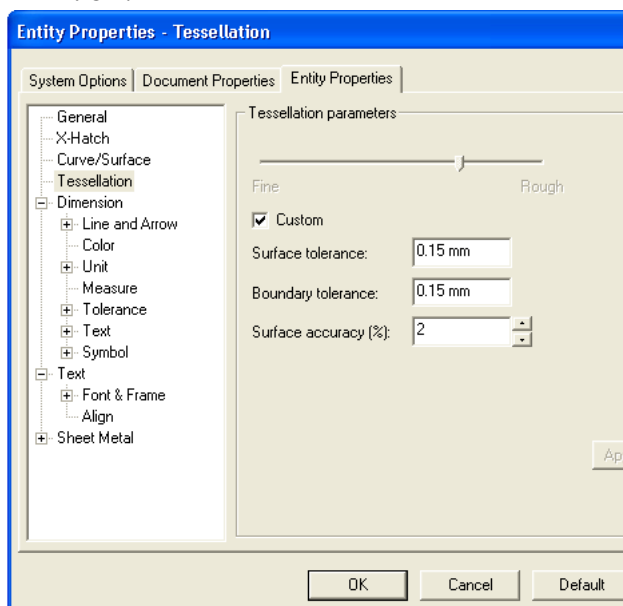 Entity Properties - Tessellation
System Options Document Properties Entity Properties
General
X-Hatch
Curve/Surface
Tessellation
Dimension
Line and Arrow
Color
Unit
Measure
Tolerance
Text
Symbol
Text
Font & Frame
Align
Sheet Metal
Tessellation parameters
Fine Rough
Custom
Surface tolerance: 0.15 mm
Boundary tolerance: 0.15 mm
Surface accuracy (%): 2
Ap
OK Cancel Default